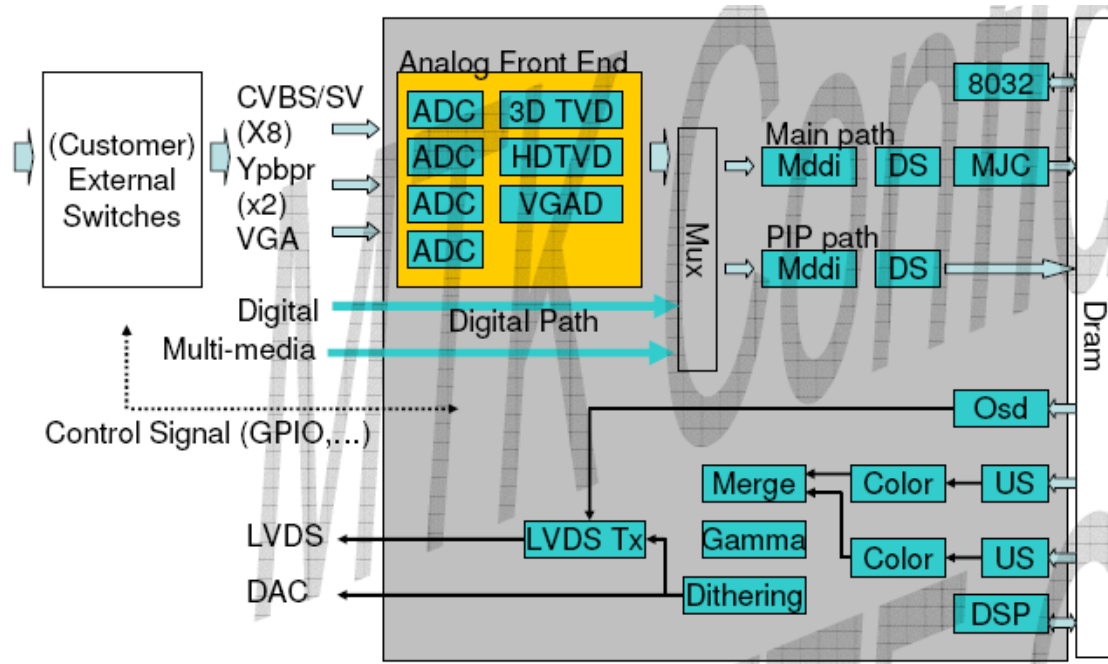 Analog Front End
(Customer)
External
Switches
CVBS/SV
(X8)
Ypbpr
(x2)
VGA
ADC
ADC
ADC
ADC
3D TVD
HDTVD
VGAD
Mux
Main path
Mddi
DS
MJC
8032
PIP path
Mddi
DS
Dram
Digital
Multi-media
Digital Path
Control Signal (GPIO,...)
Osd
Merge
Color
US
LVDS
LVDS Tx
Gamma
Color
US
DAC
Dithering
DSP
MTK Confid